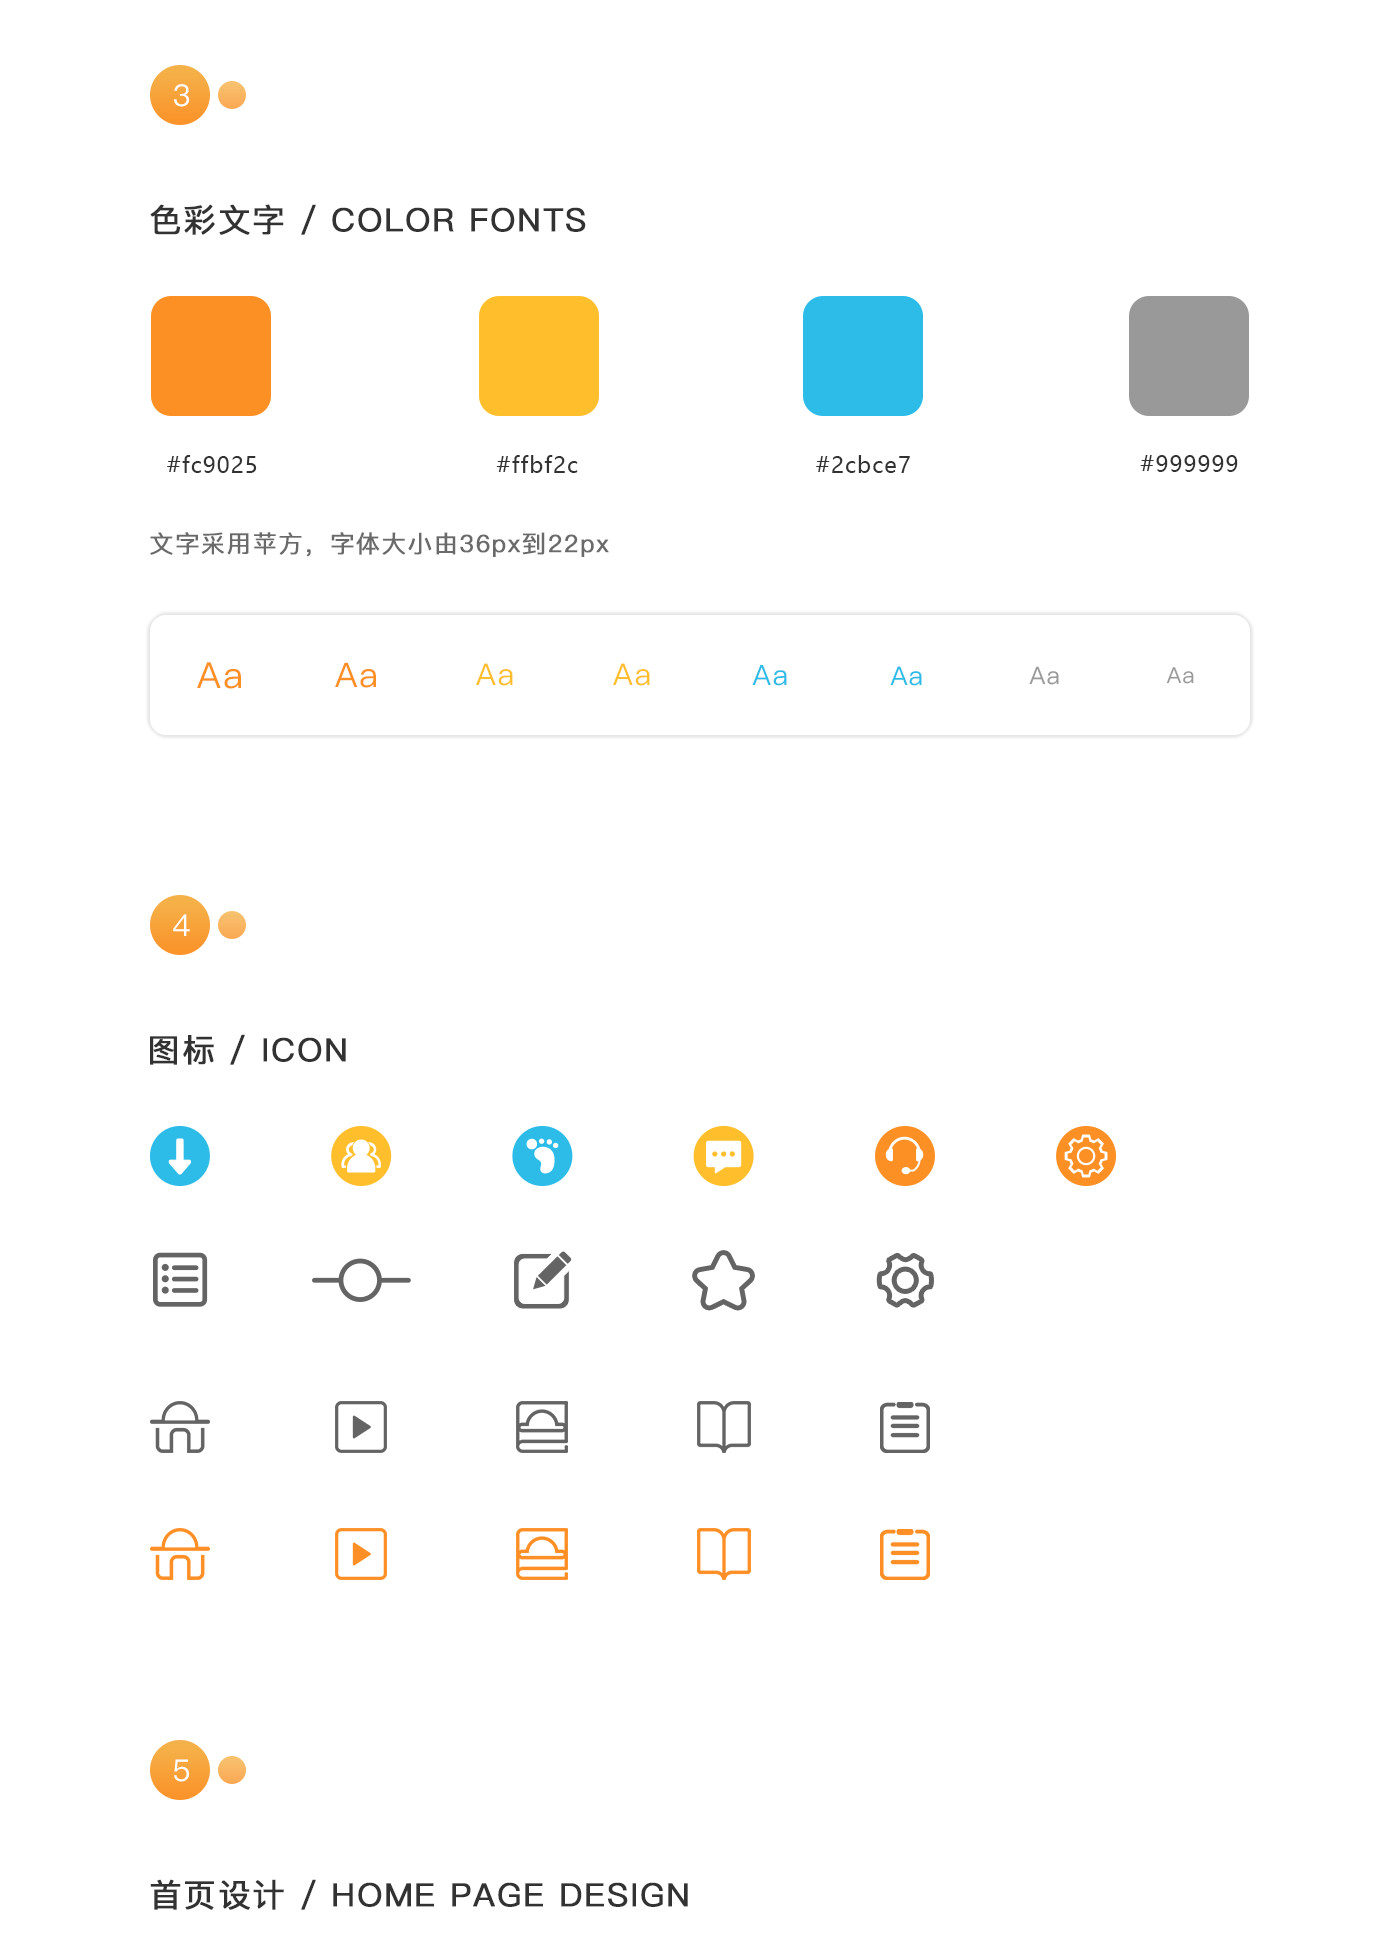 3
色彩文字 / COLOR FONTS
#fc9025 #ffbf2c #2cbce7 #999999
文字采用苹方，字体大小由36px到22px
Aa Aa Aa Aa Aa Aa Aa Aa
4
图标 / ICON
5
首页设计 / HOME PAGE DESIGN